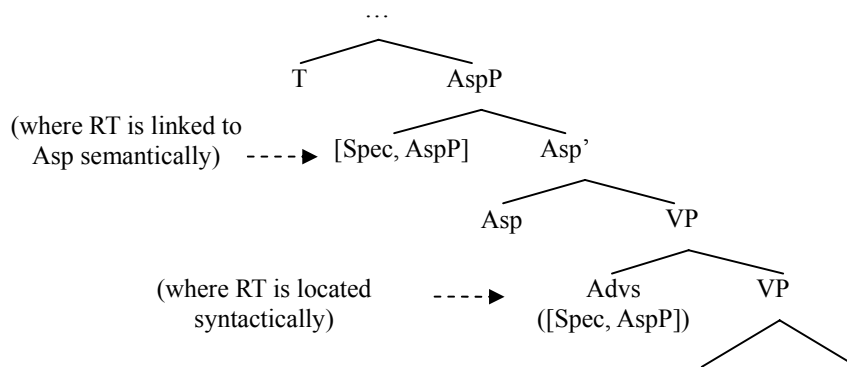 …
T AspP
(where RT is linked to
Asp semantically)
[Spec, AspP] Asp’
Asp VP
(where RT is located
syntactically)
Advs VP
([Spec, AspP])